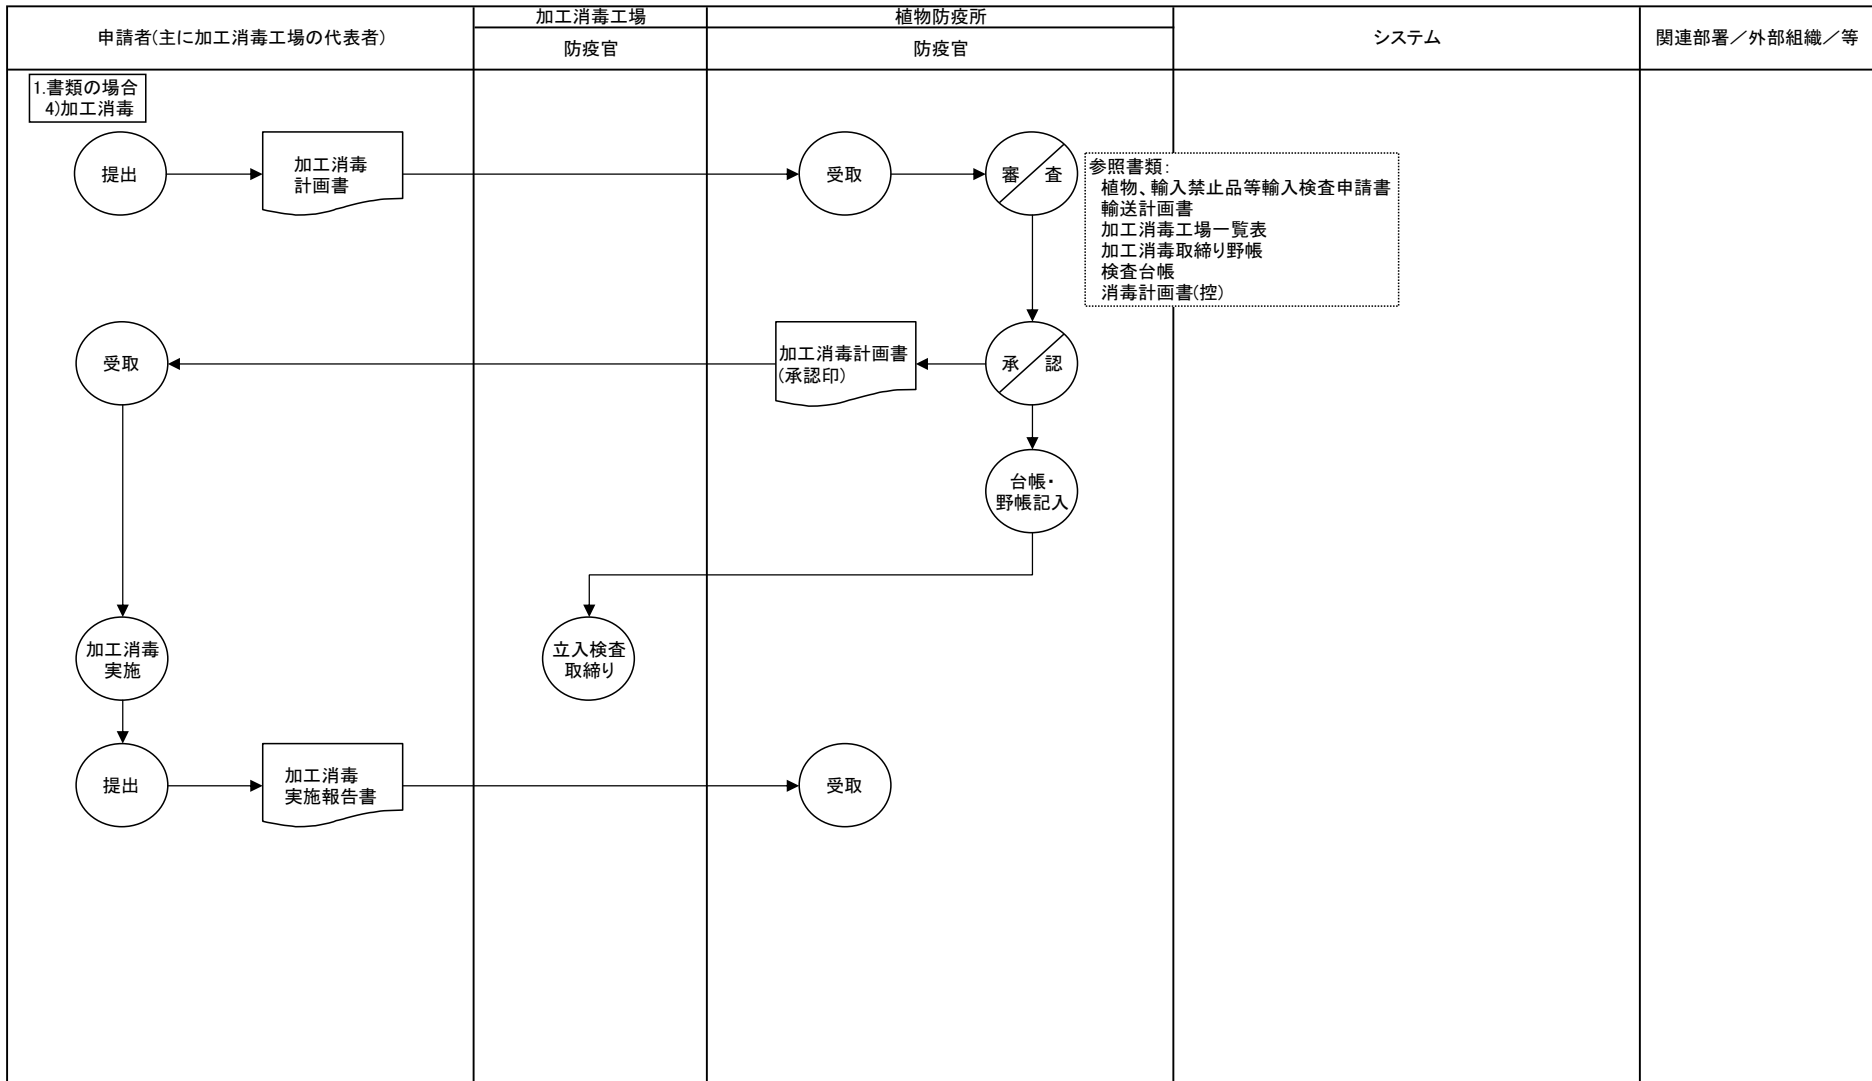 申請者(主に加工消毒工場の代表者)
加工消毒工場
防疫官
植物防疫所
防疫官
システム
関連部署／外部組織／等
1.書類の場合
4)加工消毒
提出
加工消毒
計画書
受取
審 査
参照書類:
植物、輸入禁止品等輸入検査申請書
輸送計画書
加工消毒工場一覧表
加工消毒取締り野帳
検査台帳
消毒計画書(控)
受取
加工消毒計画書
(承認印)
承 認
台帳・
野帳記入
加工消毒
実施
立入検査
取締り
提出
加工消毒
実施報告書
受取